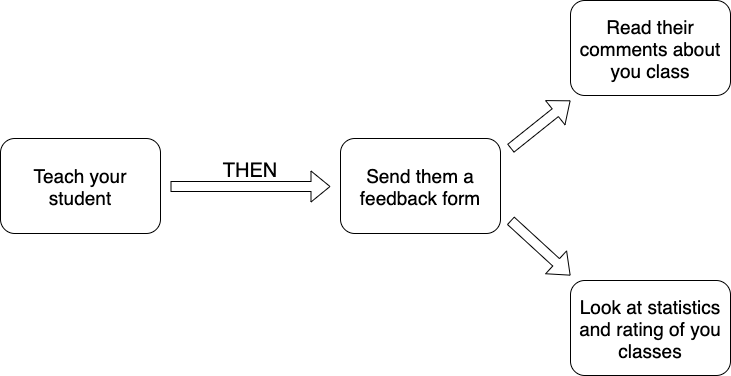 Read their
comments about
you class
Teach your
student
THEN
Send them a
feedback form
Look at statistics
and rating of you
classes